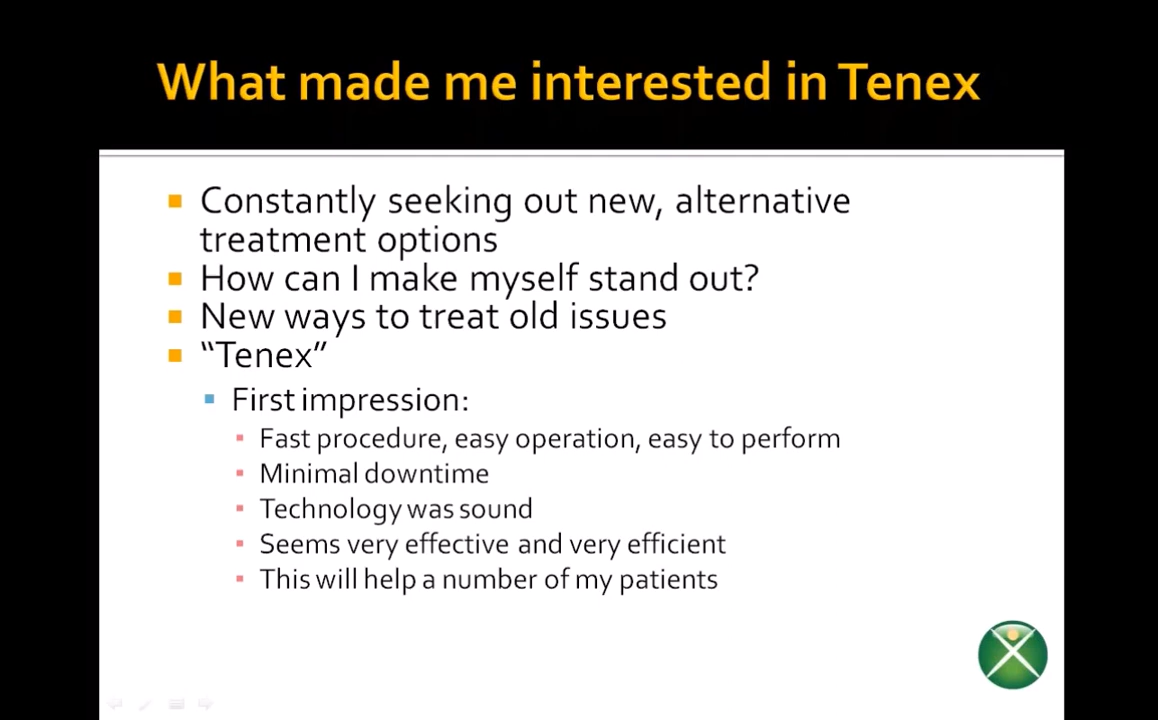 What made me interested in Tenex
Constantly seeking out new, alternative
treatment options
How can I make myself stand out?
New ways to treat old issues
“Tenex”
First impression:
Fast procedure, easy operation, easy to perform
Minimal downtime
Technology was sound
Seems very effective and very efficient
This will help a number of my patients